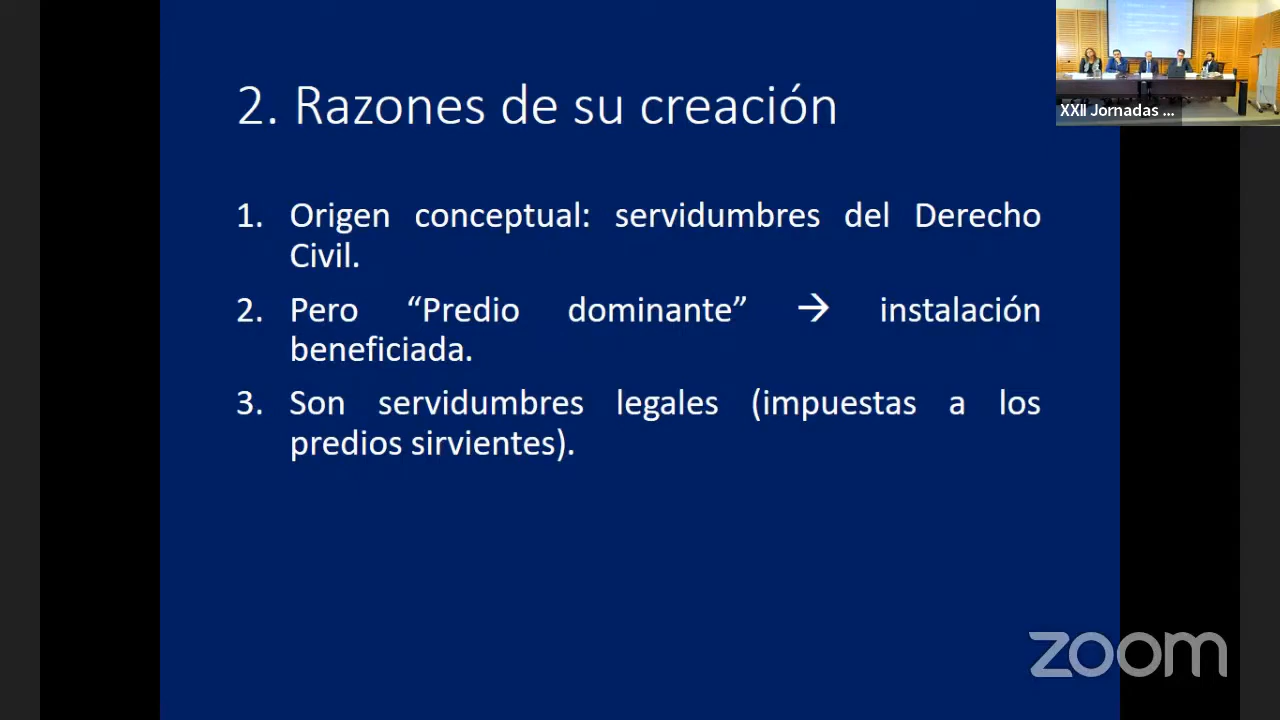 2. Razones de su creación
XXII Jornadas ...
1. Origen conceptual: servidumbres del Derecho
Civil.
2. Pero “Predio dominante” → instalación
beneficiada.
3. Son servidumbres legales (impuestas a los
predios sirvientes).
zoom